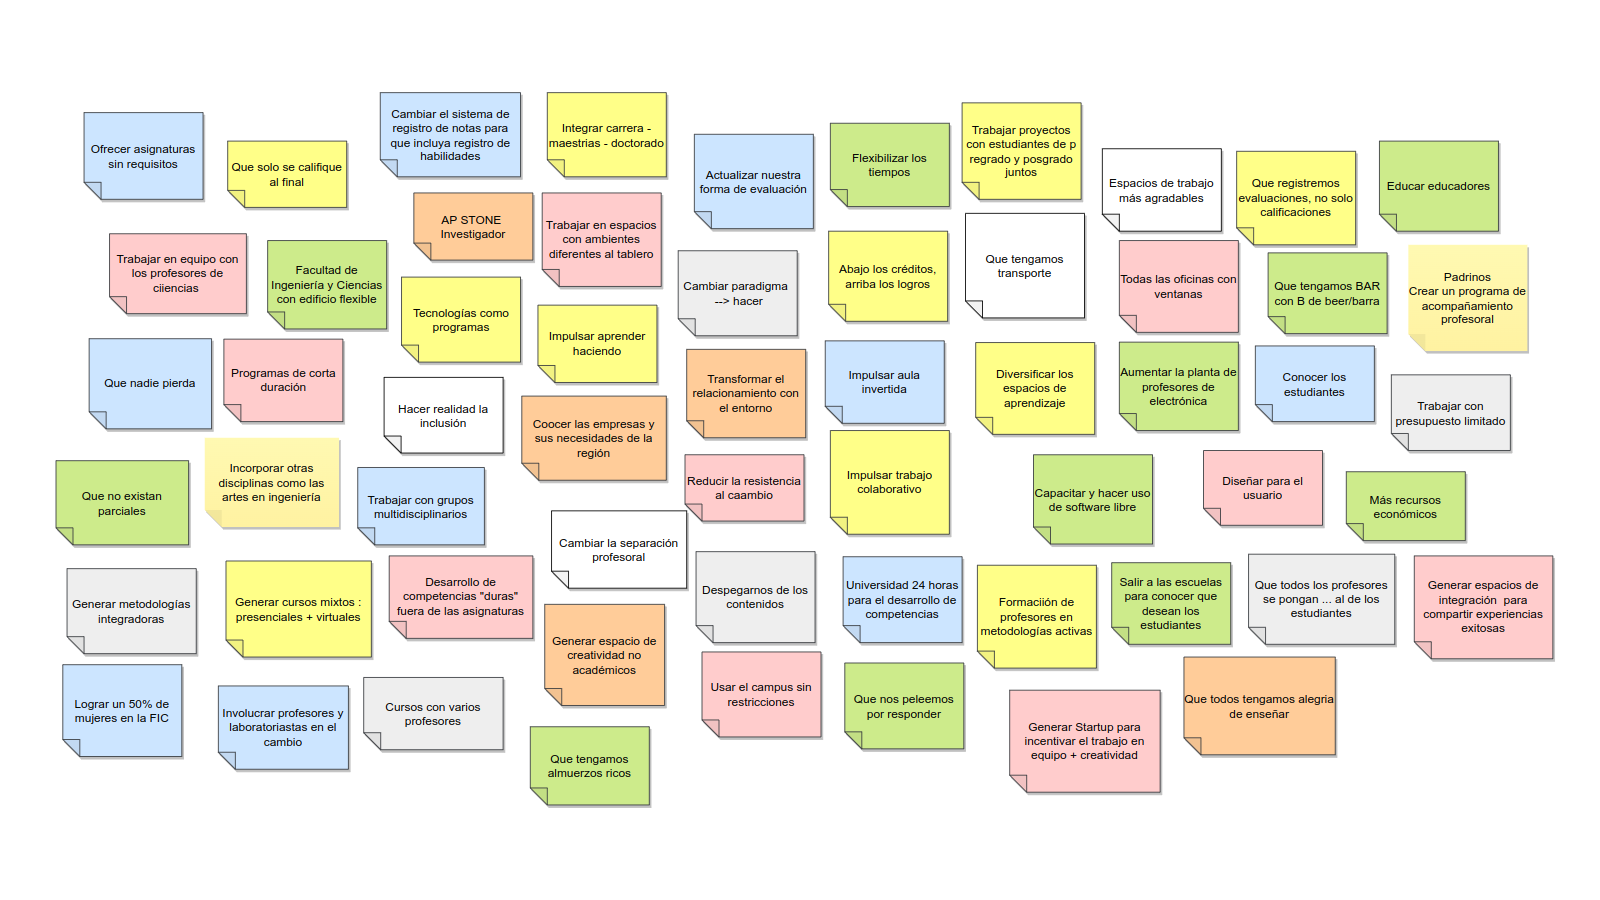 Ofrecer asignaturas
sin requisitos
Que solo se califique
al final
Cambiar el sistema de
registro de notas para
que incluya registro de
habilidades
Integrar carrera -
maestrias - doctorado
Actualizar nuestra
forma de evaluación
Flexibilizar los
tiempos
Trabajar proyectos
con estudiantes de p
regrado y posgrado
juntos
Espacios de trabajo
más agradables
Que registremos
evaluaciones, no solo
calificaciones
Educar educadores
AP STONE
Investigador
Trabajar en espacios
con ambientes
diferentes al tablero
Trabajar en equipo con
los profesores de
ciiencias
Facultad de
Ingeniería y Ciencias
con edificio flexible
Tecnologías como
programas
Cambiar paradigma
--> hacer
Abajo los créditos,
arriba los logros
Que tengamos
transporte
Todas las oficinas con
ventanas
Que tengamos BAR
con B de beer/barra
Padrinos
Crear un programa de
acompañamiento
profesoral
Impulsar aprender
haciendo
Que nadie pierda
Programas de corta
duración
Hacer realidad la
inclusión
Transformar el
relacionamiento con
el entorno
Impulsar aula
invertida
Diversificar los
espacios de
aprendizaje
Aumentar la planta de
profesores de
electrónica
Conocer los
estudiantes
Trabajar con
presupuesto limitado
Coocer las empresas y
sus necesidades de la
región
Que no existan
parciales
Incorporar otras
disciplinas como las
artes en ingeniería
Trabajar con grupos
multidisciplinarios
Reducir la resistencia
al caambio
Impulsar trabajo
colaborativo
Capacitar y hacer uso
de software libre
Diseñar para el
usuario
Más recursos
económicos
Cambiar la separación
profesoral
Generar metodologías
integradoras
Generar cursos mixtos :
presenciales + virtuales
Desarrollo de
competencias "duras"
fuera de las asignaturas
Despegarnos de los
contenidos
Universidad 24 horas
para el desarrollo de
competencias
Formaciión de
profesores en
metodologías activas
Salir a las escuelas
para conocer que
desean los
estudiantes
Que todos los profesores
se pongan ... al de los
estudiantes
Generar espacios de
integración  para
compartir experiencias
exitosas
Generar espacio de
creatividad no
académicos
Lograr un 50% de
mujeres en la FIC
Involucrar profesores y
laboratoriastas en el
cambio
Cursos con varios
profesores
Usar el campus sin
restricciones
Que nos peleemos
por responder
Generar Startup para
incentivar el trabajo en
equipo + creatividad
Que todos tengamos alegria
de enseñar
Que tengamos
almuerzos ricos